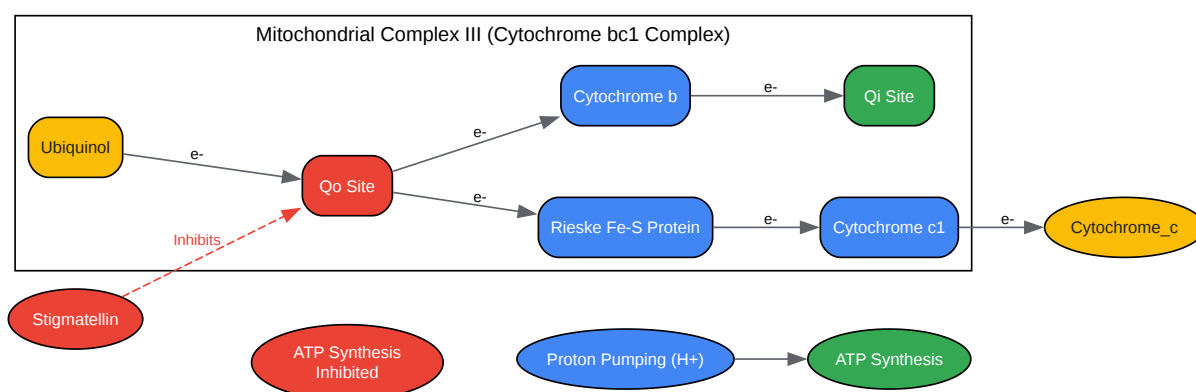 Mitochondrial Complex III (Cytochrome bc1 Complex)
Cytochrome b
e-
Qi Site
Ubiquinol
e-
Qo Site
e-
e-
Rieske Fe-S Protein
e-
Cytochrome c1
e-
Cytochrome_c
Inhibits
Stigmatellin
ATP Synthesis
Inhibited
Proton Pumping (H+)
ATP Synthesis